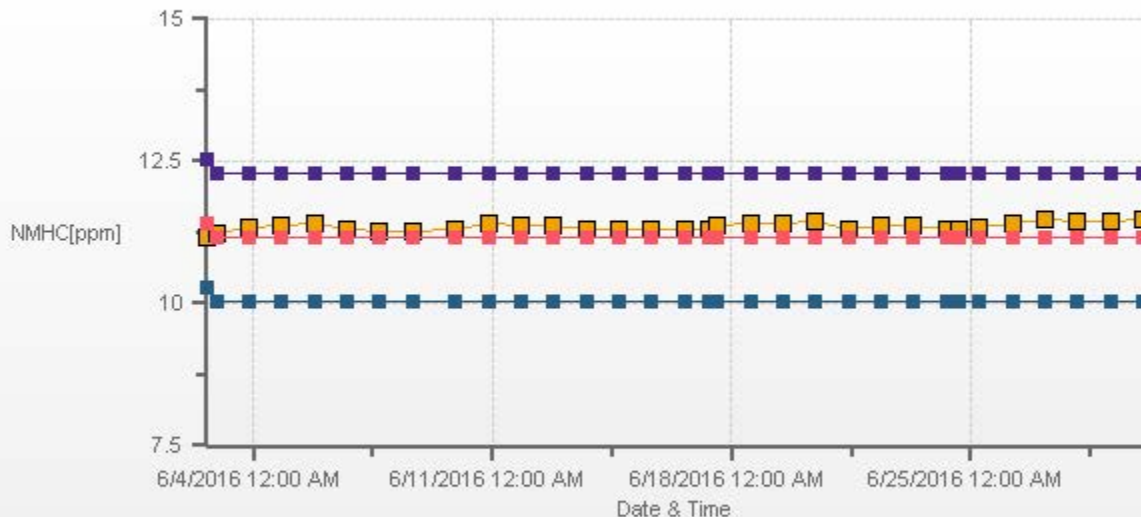 15
12.5
NMHC[ppm]
10
7.5
6/4/2016 12:00 AM
6/11/2016 12:00 AM
6/18/2016 12:00 AM
6/25/2016 12:00 AM
Date & Time